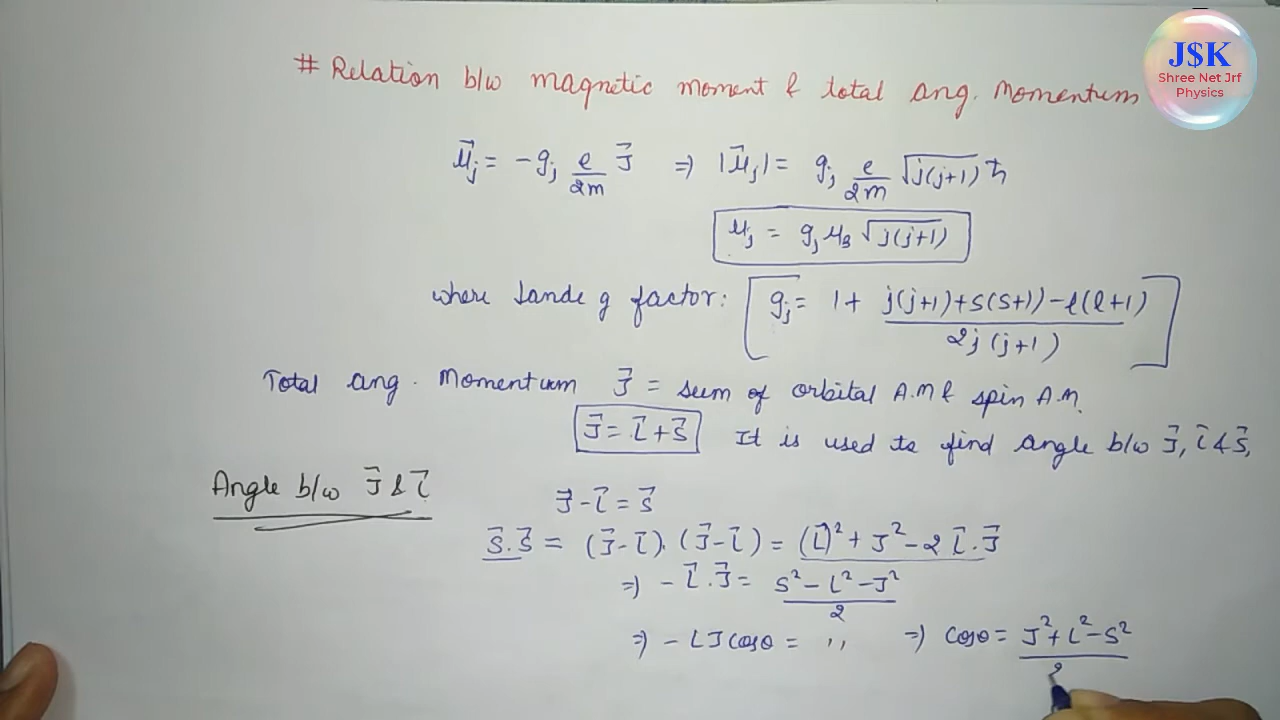 JSK
Shree Net Jrf
Physics
# Relation b/w magnetic moment & total ang. Momentum
μ⃗j = -gj e/2m J⃗ ⇒ |μ⃗j| = gj e/2m √j(j+1) ħ
μj = gj μB √j(j+1)
where Lande g factor: [gj = 1 + j(j+1)+s(s+1)-l(l+1) / 2j(j+1)]
Total ang. Momentum J⃗ = sum of orbital A.M & spin A.M.
J⃗ = L⃗ + S⃗ It is used to find angle b/w J⃗, L⃗ & S⃗,
Angle b/w J⃗ & L⃗
J⃗ - L⃗ = S⃗
S⃗.S⃗ = (J⃗-L⃗).(J⃗-L⃗) = (L⃗)² + J² - 2 L⃗.J⃗
⇒ - L⃗.J⃗ = S² - L² - J² / 2
⇒ - LJ cosθ = ,, ⇒ cosθ = J² + L² - S² /